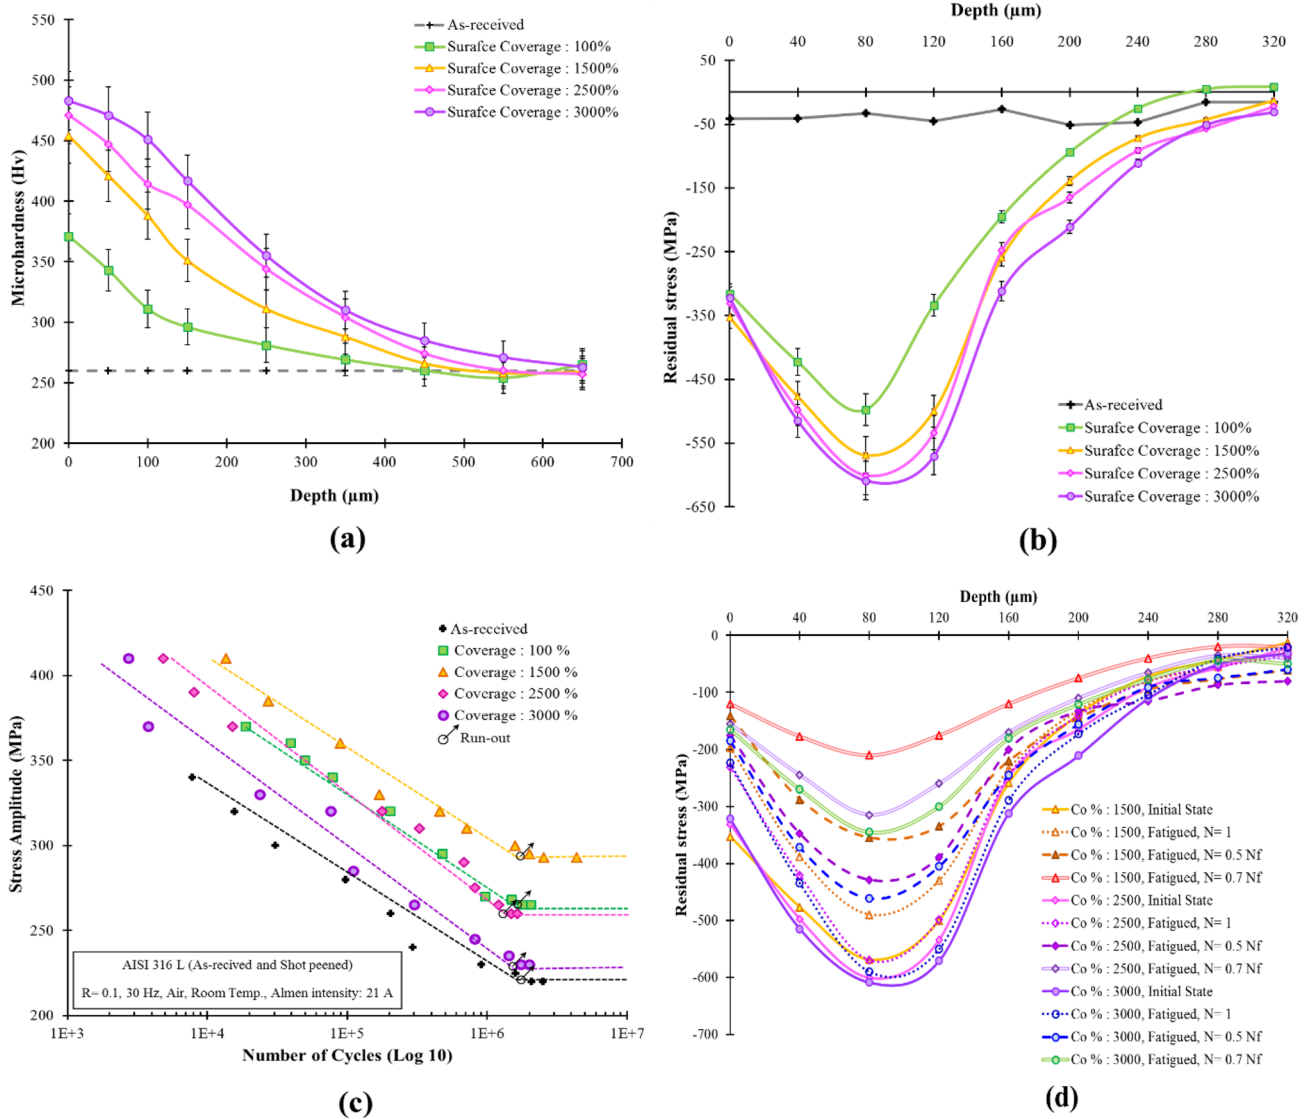 550
500
450
400
350
300
250
200
Microhardness (Hv)
0
100
200
300
400
500
600
700
Depth (µm)
As-received
Surafce Coverage : 100%
Surafce Coverage : 1500%
Surafce Coverage : 2500%
Surafce Coverage : 3000%
(a)
Depth (µm)
0
40
80
120
160
200
240
280
320
50
-50
-150
-250
-350
-450
-550
-650
Residual stress (MPa)
As-received
Surafce Coverage : 100%
Surafce Coverage : 1500%
Surafce Coverage : 2500%
Surafce Coverage : 3000%
(b)
450
400
350
300
250
200
Stress Amplitude (MPa)
As-received
Coverage : 100 %
Coverage : 1500 %
Coverage : 2500 %
Coverage : 3000 %
Run-out
AISI 316 L (As-recived and Shot peened)
R= 0.1, 30 Hz, Air, Room Temp., Almen intensity: 21 A
1E+3
1E+4
1E+5
1E+6
1E+7
Number of Cycles (Log 10)
(c)
Depth (µm)
0
40
80
120
160
200
240
280
320
0
-100
-200
-300
-400
-500
-600
-700
Residual stress (MPa)
Co % : 1500, Initial State
Co % : 1500, Fatigued, N= 1
Co % : 1500, Fatigued, N= 0.5 Nf
Co % : 1500, Fatigued, N= 0.7 Nf
Co % : 2500, Initial State
Co % : 2500, Fatigued, N= 1
Co % : 2500, Fatigued, N= 0.5 Nf
Co % : 2500, Fatigued, N= 0.7 Nf
Co % : 3000, Initial State
Co % : 3000, Fatigued, N= 1
Co % : 3000, Fatigued, N= 0.5 Nf
Co % : 3000, Fatigued, N= 0.7 Nf
(d)